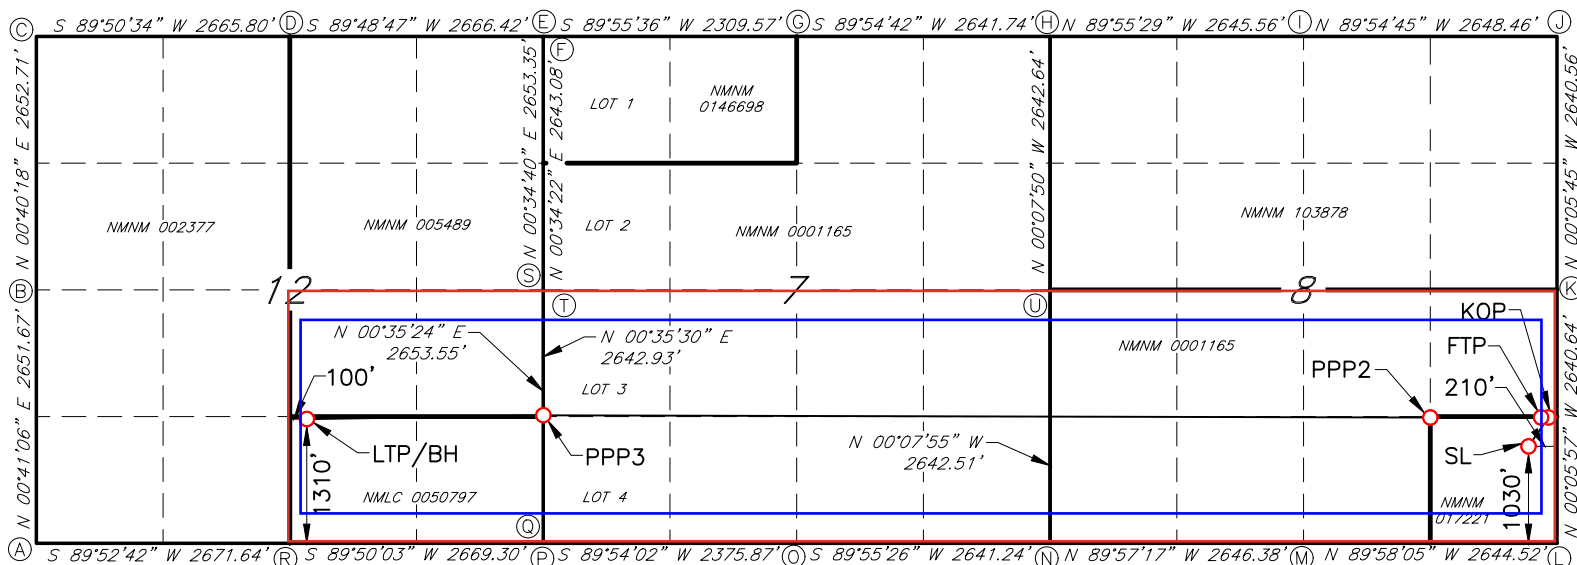 C S 89°50'34" W 2665.80' D S 89°48'47" W 2666.42' E S 89°55'36" W 2309.57' G S 89°54'42" W 2641.74' H N 89°55'29" W 2645.56' I N 89°54'45" W 2648.46' J
F
N 00°40'18" E 2652.71'
N 00°34'40" E 2653.35'
N 00°34'22" E 2643.08'
N 00°07'50" W 2642.64'
N 00°05'45" W 2640.56'
LOT 1
NMNM
0146698
NMNM 002377
NMNM 005489
LOT 2
NMNM 0001165
NMNM 103878
B
12
S
T
7
U
8
K
KOP
N 00°35'24" E
2653.55'
N 00°35'30" E
2642.93'
NMNM 0001165
FTP
PPP2
210'
100'
LOT 3
N 00°41'06" E 2651.67'
N 00°05'57" W 2640.64'
LTP/BH
PPP3
N 00°07'55" W
2642.51'
SL
1310'
NMLC 0050797
LOT 4
NMNM
017221
1030'
Q
A S 89°52'42" W 2671.64' R S 89°50'03" W 2669.30' P S 89°54'02" W 2375.87' O S 89°55'26" W 2641.24' N N 89°57'17" W 2646.38' M N 89°58'05" W 2644.52' L